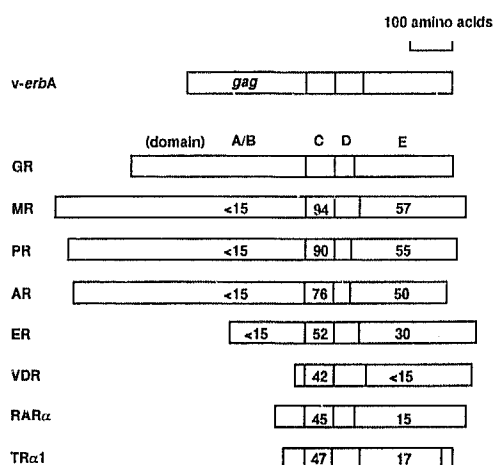 100 amino acids
v-erbA gag
(domain) A/B C D E
GR
MR <15 94 57
PR <15 90 55
AR <15 76 50
ER <15 52 30
VDR 42 <15
RARα 45 15
TRα1 47 17